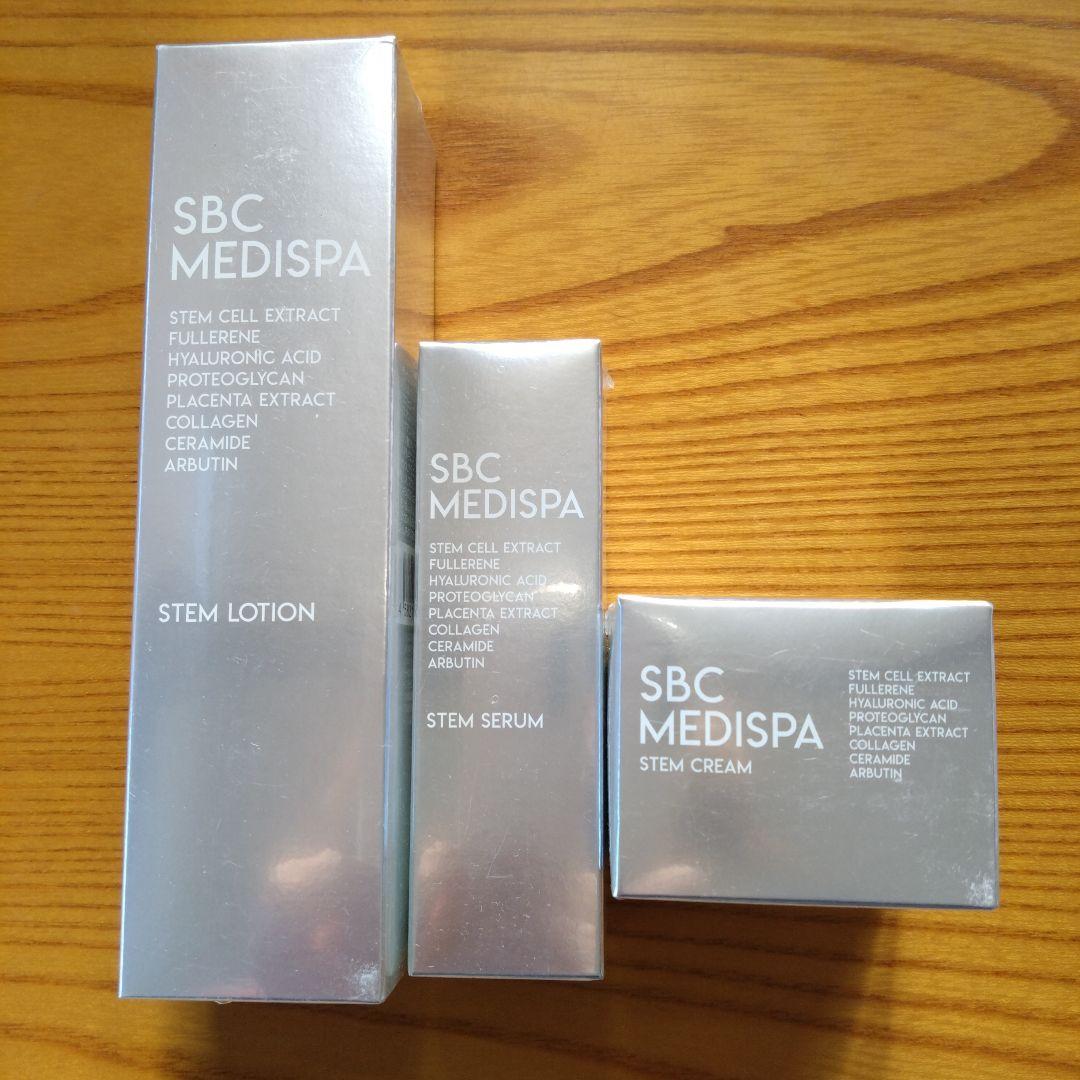 SBC
MEDISPA
STEM CELL EXTRACT
FULLERENE
HYALURONIC ACID
PROTEOGLYCAN
PLACENTA EXTRACT
COLLAGEN
CERAMIDE
ARBUTIN
STEM LOTION
SBC
MEDISPA
STEM CELL EXTRACT
FULLERENE
HYALURONIC ACID
PROTEOGLYCAN
PLACENTA EXTRACT
COLLAGEN
CERAMIDE
ARBUTIN
STEM SERUM
SBC
MEDISPA
STEM CREAM
STEM CELL EXTRACT
FULLERENE
HYALURONIC ACID
PROTEOGLYCAN
PLACENTA EXTRACT
COLLAGEN
CERAMIDE
ARBUTIN